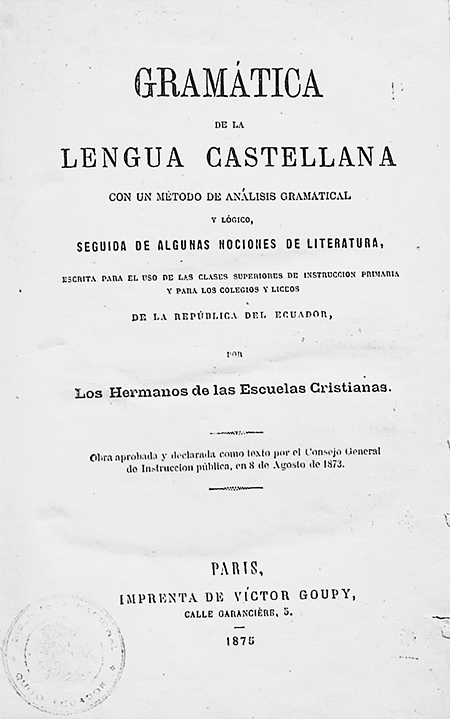 GRAMÁTICA
DE LA
LENGUA CASTELLANA
CON UN MÉTODO DE ANÁLISIS GRAMATICAL
Y LÓGICO,
SEGUIDA DE ALGUNAS NOCIONES DE LITERATURA,
ESCRITA PARA EL USO DE LAS CLASES SUPERIORES DE INSTRUCCION PRIMARIA
Y PARA LOS COLEGIOS Y LICEOS
DE LA REPÚBLICA DEL ECUADOR,
POR
Los Hermanos de las Escuelas Cristianas.
Obra aprobada y declarada como texto por el Consejo General
de Instruccion pública, en 8 de Agosto de 1873.
PARIS,
IMPRENTA DE VÍCTOR GOUPY,
CALLE GARANCIÈRE, 5.
1875
QUITO ECUADOR